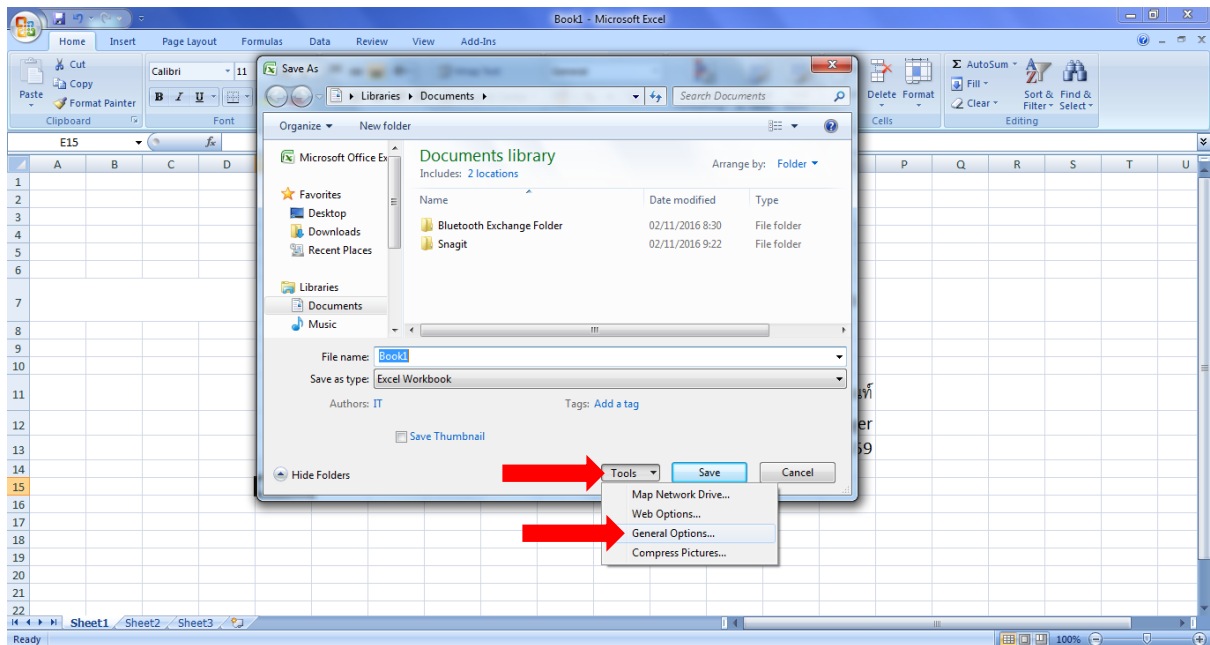 Book1 - Microsoft Excel
Home Insert Page Layout Formulas Data Review View Add-Ins
Cut
Copy
Format Painter
Paste
Clipboard
Calibri 11
B I U
Font
Delete Format
Cells
Σ AutoSum
Fill
Clear
Sort & Filter
Find & Select
Editing
E15 fx
A B C D P Q R S T U
1
2
3
4
5
6
7
8
9
10
11
12
13
14
15
16
17
18
19
20
21
22
Save As
Libraries Documents
Search Documents
Organize New folder
Microsoft Office Ex
Favorites
Desktop
Downloads
Recent Places
Libraries
Documents
Music
Documents library
Includes: 2 locations
Arrange by: Folder
Name Date modified Type
Bluetooth Exchange Folder 02/11/2016 8:30 File folder
Snagit 02/11/2016 9:22 File folder
File name: Book1
Save as type: Excel Workbook
Authors: IT Tags: Add a tag
Save Thumbnail
Hide Folders
Tools Save Cancel
Map Network Drive...
Web Options...
General Options...
Compress Pictures...
er
59
Sheet1 Sheet2 Sheet3
Ready 100%